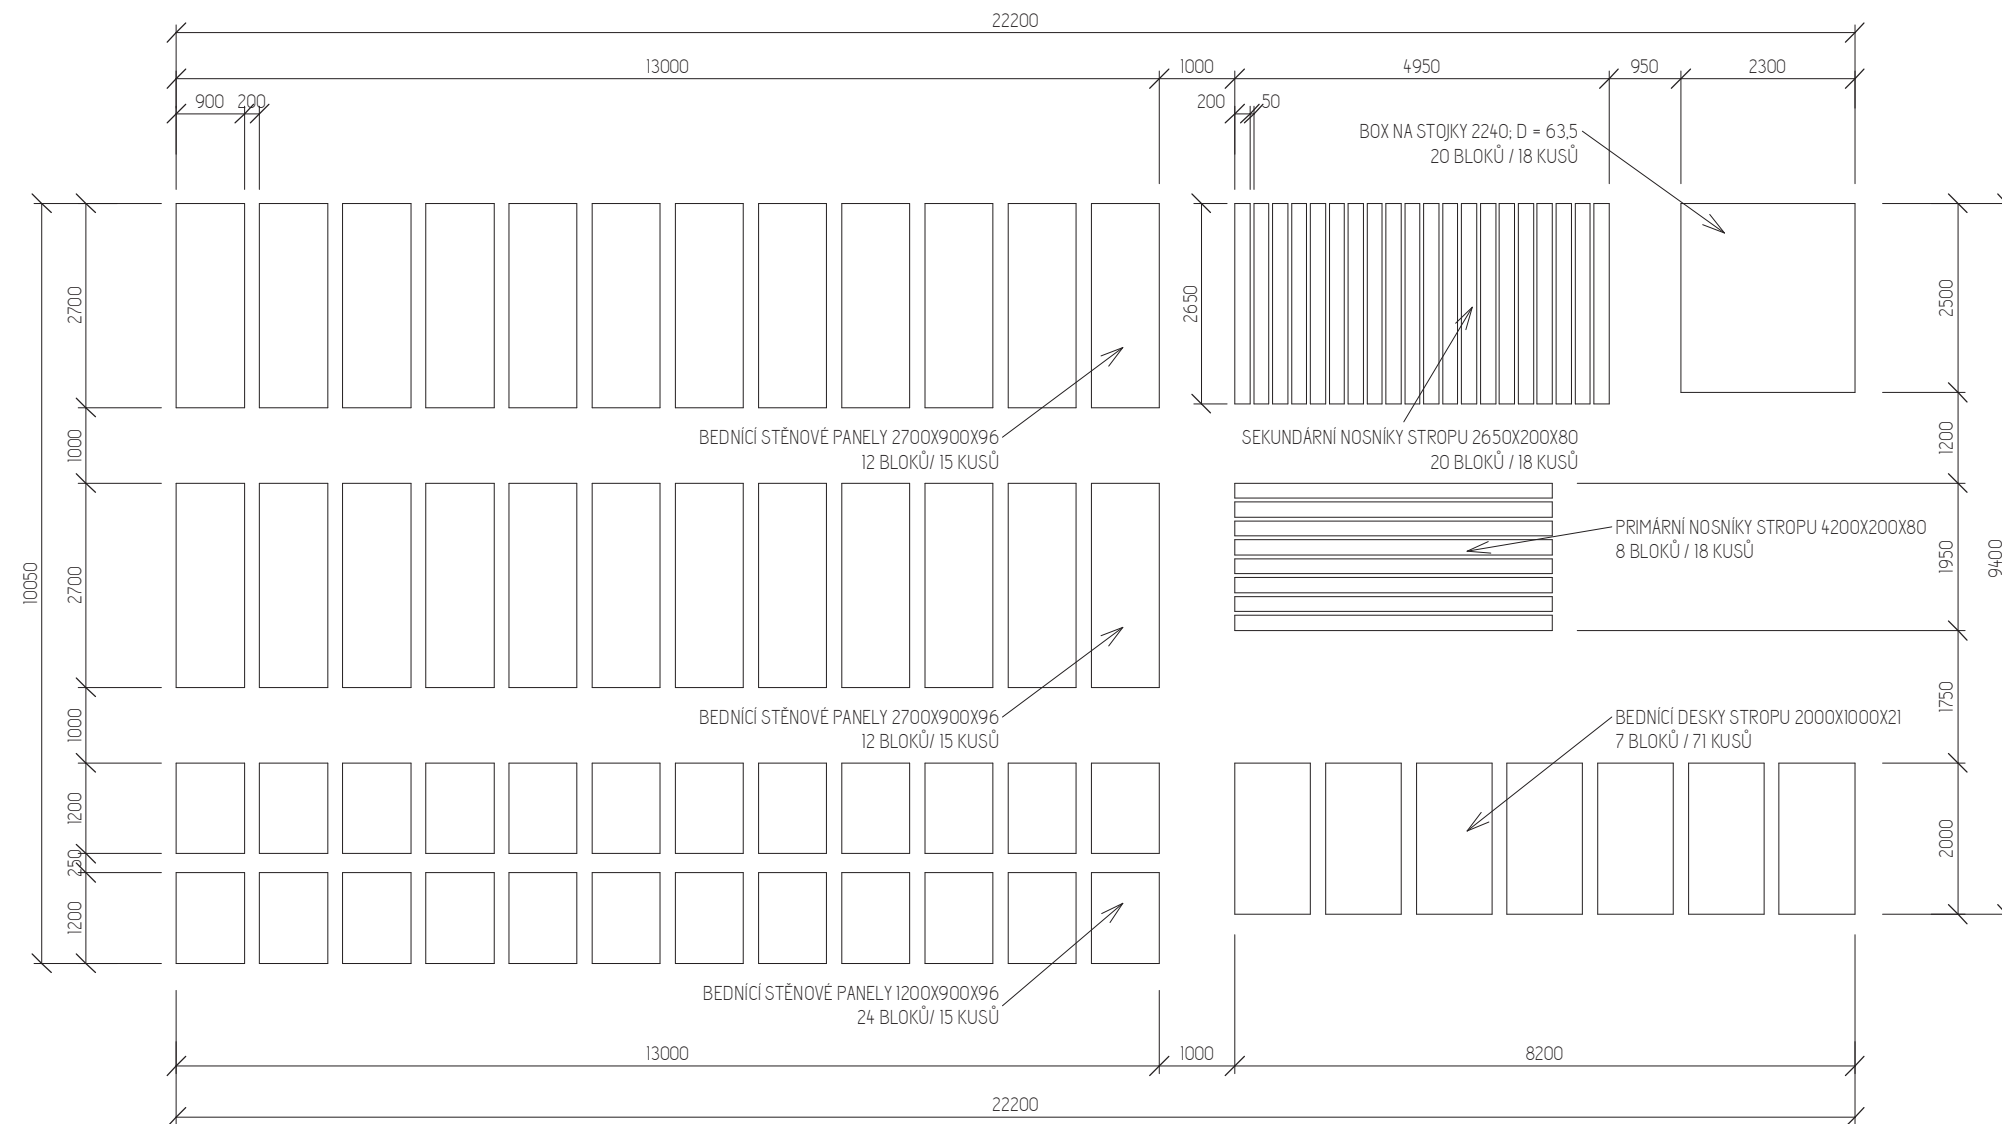 22200
13000
1000
4950
950
2300
900
200
200
50
BOX NA STOJKY 2240; D = 63,5
20 BLOKŮ / 18 KUSŮ
2700
2650
2500
BEDNÍCÍ STĚNOVÉ PANELY 2700X900X96
12 BLOKŮ/ 15 KUSŮ
SEKUNDÁRNÍ NOSNÍKY STROPU 2650X200X80
20 BLOKŮ / 18 KUSŮ
1000
1200
PRIMÁRNÍ NOSNÍKY STROPU 4200X200X80
8 BLOKŮ / 18 KUSŮ
10050
2700
1950
9400
BEDNÍCÍ STĚNOVÉ PANELY 2700X900X96
12 BLOKŮ/ 15 KUSŮ
BEDNÍCÍ DESKY STROPU 2000X1000X21
7 BLOKŮ / 71 KUSŮ
1000
1750
1200
250
1200
2000
BEDNÍCÍ STĚNOVÉ PANELY 1200X900X96
24 BLOKŮ/ 15 KUSŮ
13000
1000
8200
22200